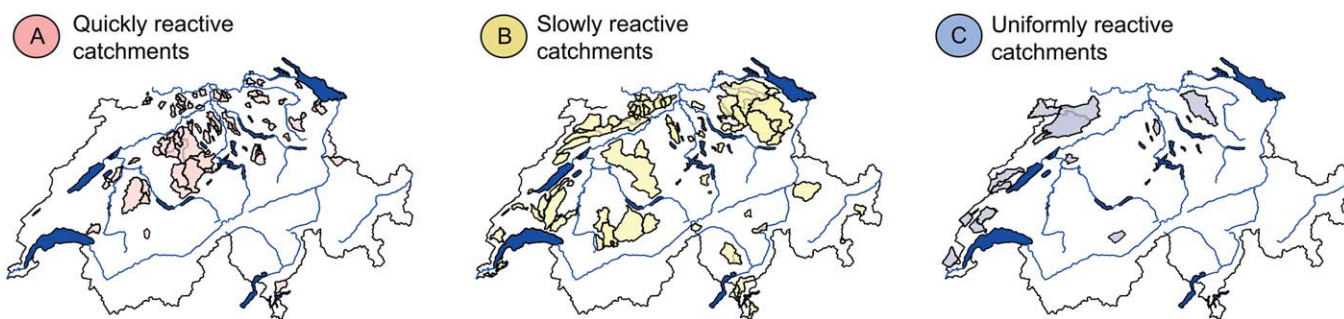 A
Quickly reactive
catchments
B
Slowly reactive
catchments
C
Uniformly reactive
catchments